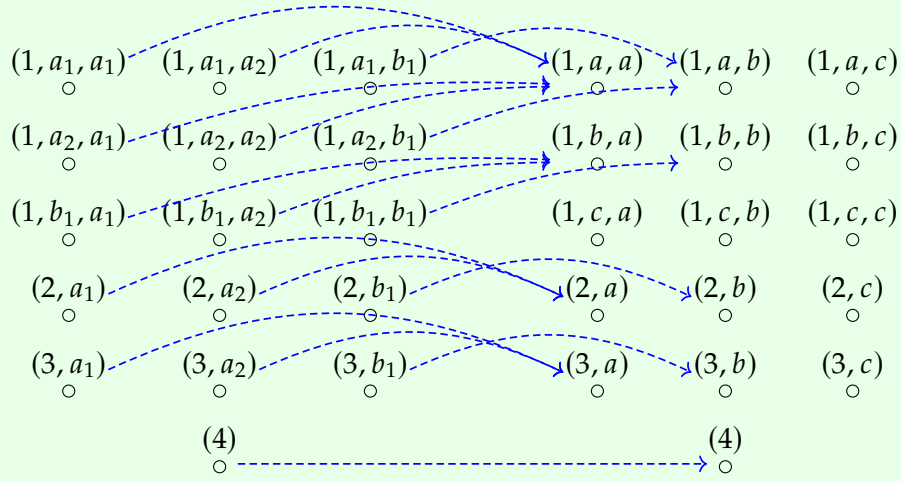 (1, a₁, a₁) (1, a₁, a₂) (1, a₁, b₁) (1, a, a) (1, a, b) (1, a, c)
(1, a₂, a₁) (1, a₂, a₂) (1, a₂, b₁) (1, b, a) (1, b, b) (1, b, c)
(1, b₁, a₁) (1, b₁, a₂) (1, b₁, b₁) (1, c, a) (1, c, b) (1, c, c)
(2, a₁) (2, a₂) (2, b₁) (2, a) (2, b) (2, c)
(3, a₁) (3, a₂) (3, b₁) (3, a) (3, b) (3, c)
(4) (4)